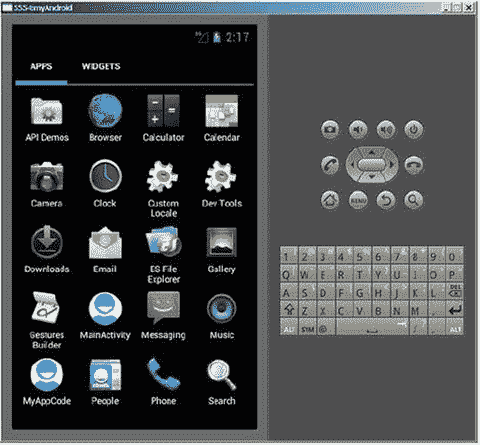 5554:myAndroid
2:17
APPS WIDGETS
API Demos Browser Calculator Calendar
Camera Clock Custom Locale Dev Tools
Downloads Email ES File Explorer Gallery
Gestures Builder MainActivity Messaging Music
MyAppCode People Phone Search
MENU
1 2 3 4 5 6 7 8 9 0
Q W E R T Y U I O P
A S D F G H J K L DEL
Z X C V B N M .
ALT SYM @ ALT